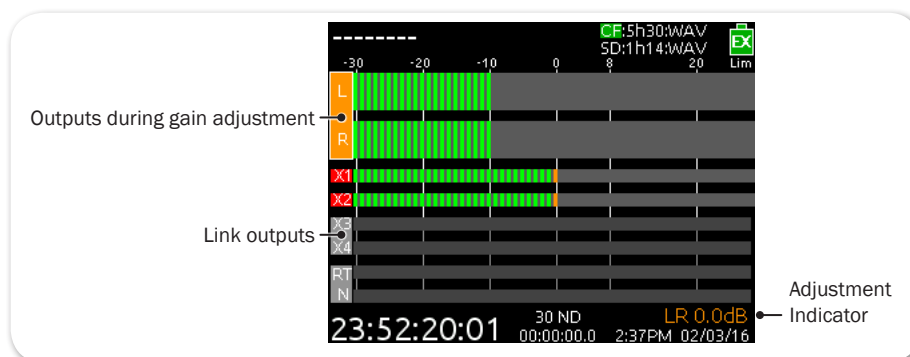 --------
CF:5h30:WAV
SD:1h14:WAV
EX
-30 -20 -10 0 8 20 Lim
L
Outputs during gain adjustment
R
X1
X2
X3
Link outputs
X4
RT
N
Adjustment
Indicator
23:52:20:01
30 ND
00:00:00.0
LR 0.0dB
2:37PM 02/03/16